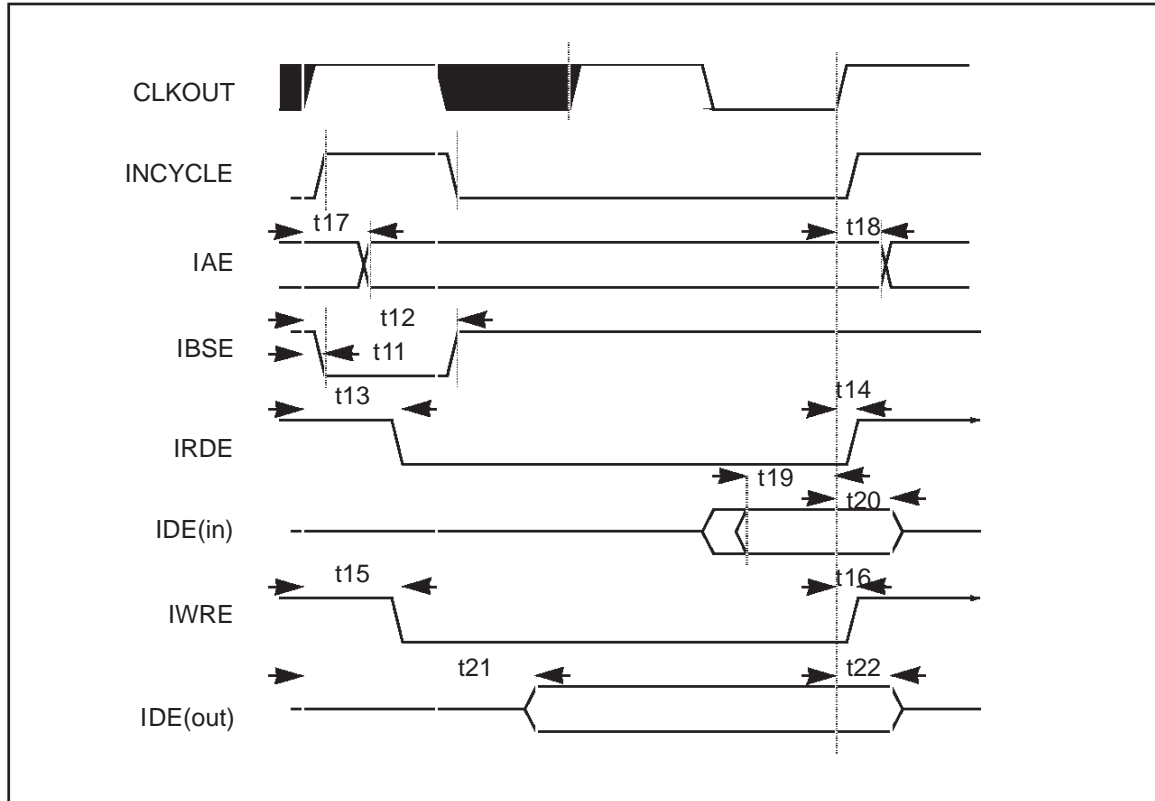 CLKOUT
INCYCLE
t17
t18
IAE
t12
IBSE
t11
t13
t14
IRDE
t19
t20
IDE(in)
t15
t16
IWRE
t21
t22
IDE(out)